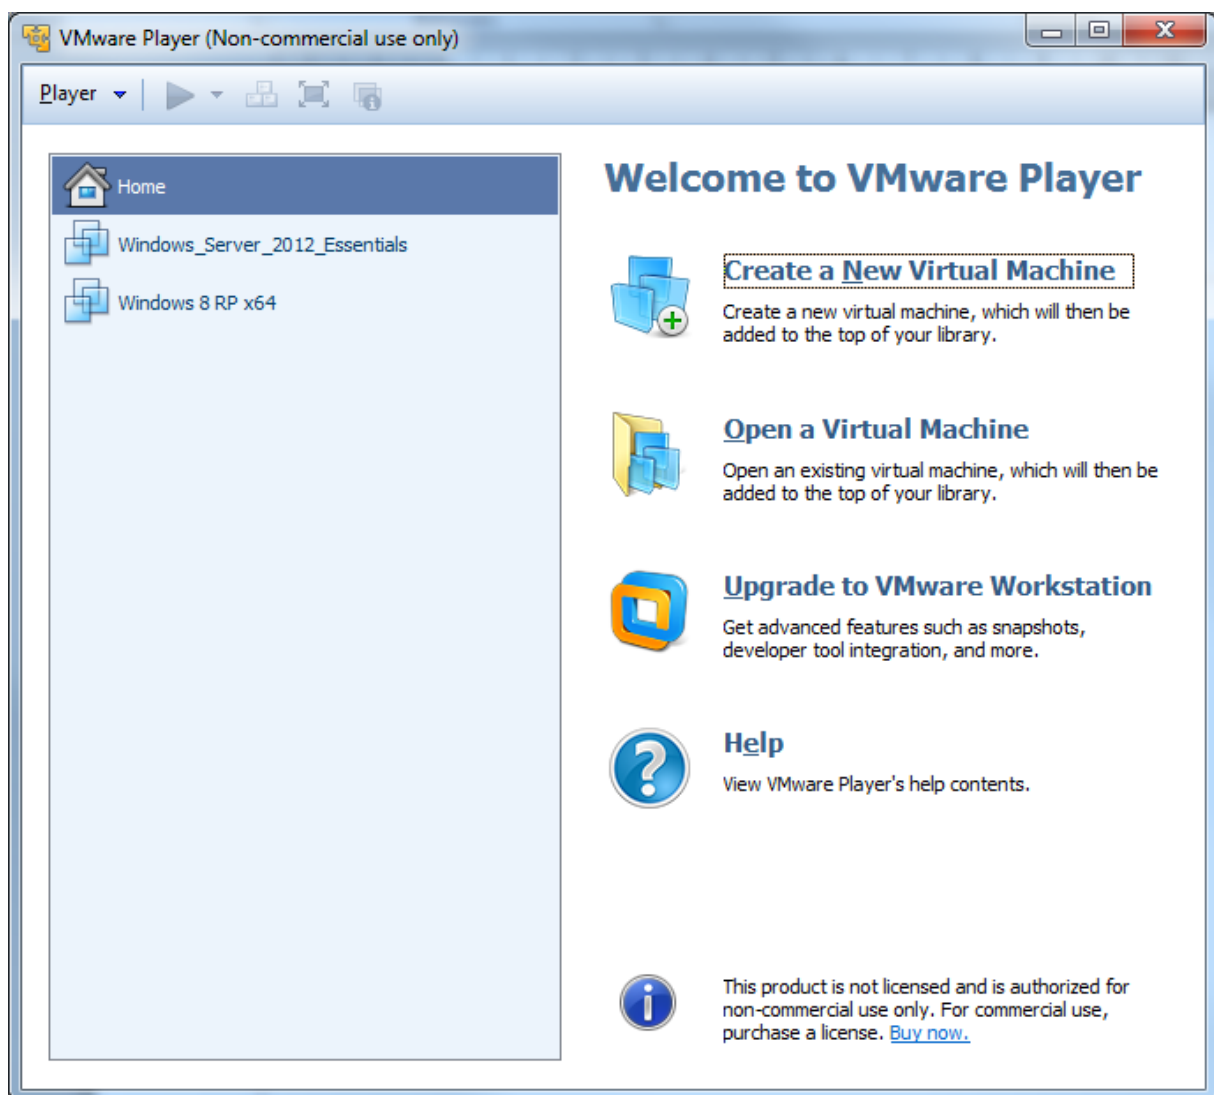 VMware Player (Non-commercial use only)
Player
Home
Windows_Server_2012_Essentials
Windows 8 RP x64
Welcome to VMware Player
Create a New Virtual Machine
Create a new virtual machine, which will then be
added to the top of your library.
Open a Virtual Machine
Open an existing virtual machine, which will then be
added to the top of your library.
Upgrade to VMware Workstation
Get advanced features such as snapshots,
developer tool integration, and more.
Help
View VMware Player's help contents.
This product is not licensed and is authorized for
non-commercial use only. For commercial use,
purchase a license. Buy now.